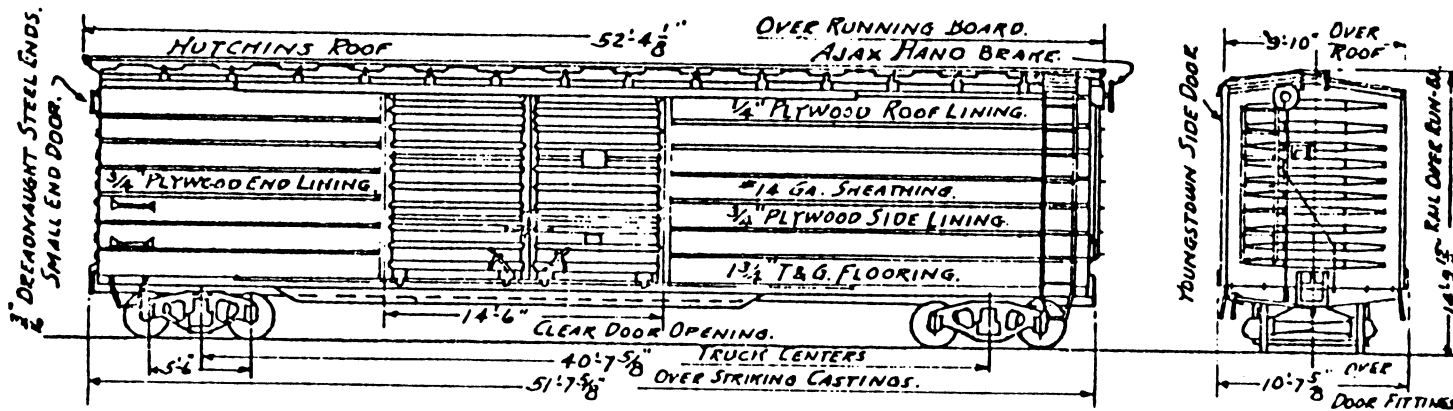 3/16" DREADNAUGHT STEEL ENDS.
SMALL END DOOR.
HUTCHINS ROOF
52'-4 1/8"
OVER RUNNING BOARD.
AJAX HAND BRAKE.
1/4" PLYWOOD ROOF LINING.
3/4" PLYWOOD END LINING
#14 GA. SHEATHING.
3/4" PLYWOOD SIDE LINING.
1 3/4" T&G. FLOORING.
14'-6"
CLEAR DOOR OPENING.
5'-6"
40'-7 5/8" TRUCK CENTERS
51'-7 5/8" OVER STRIKING CASTINGS.
YOUNGSTOWN SIDE DOOR
9'-10" OVER
ROOF
RAIL OVER RUN-BD
10'-7 5/8" OVER
DOOR FITTINGS